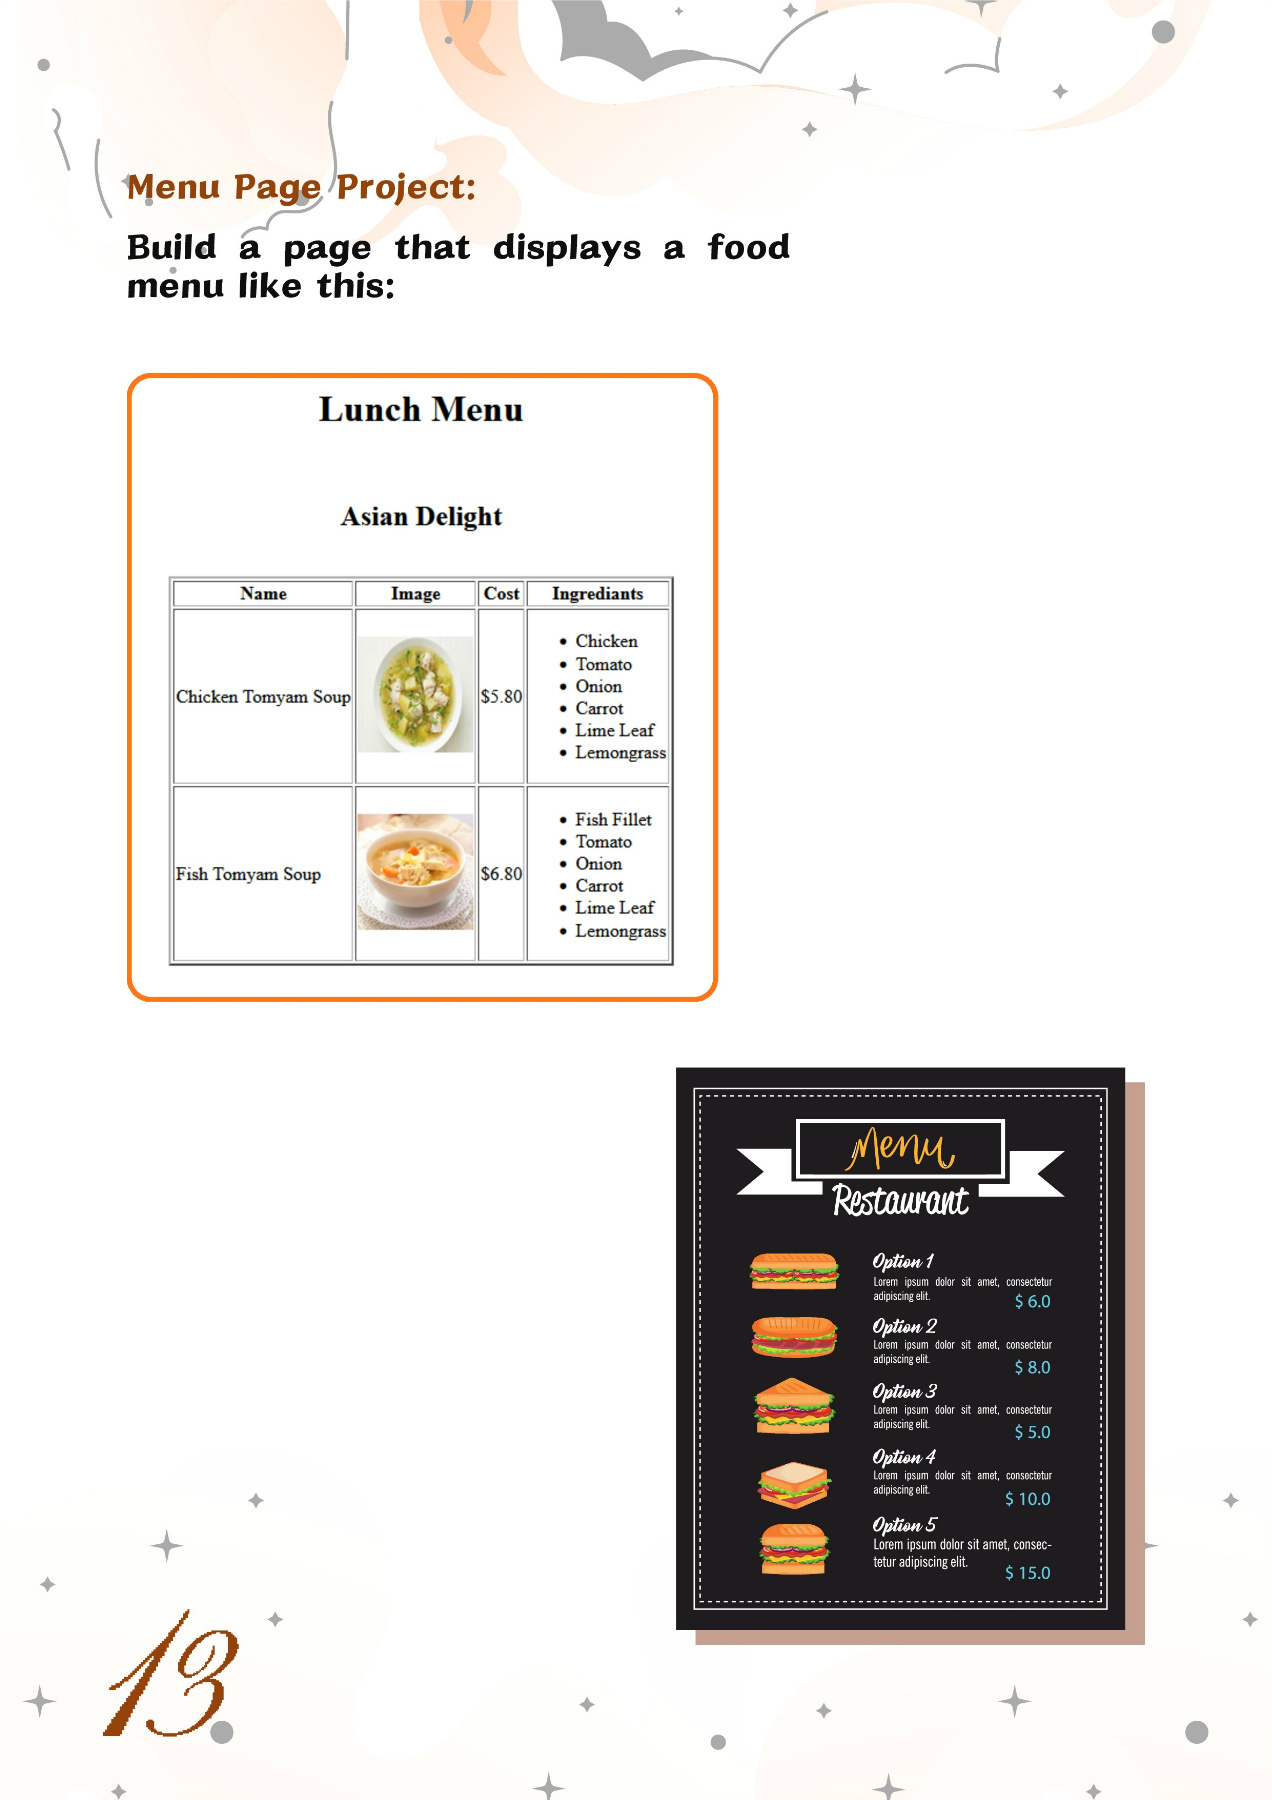 Menu Page Project:
Build a page that displays a food
menu like this:
Lunch Menu
Asian Delight
Name Image Cost Ingrediants
Chicken Tomyam Soup $5.80
• Chicken
• Tomato
• Onion
• Carrot
• Lime Leaf
• Lemongrass
Fish Tomyam Soup $6.80
• Fish Fillet
• Tomato
• Onion
• Carrot
• Lime Leaf
• Lemongrass
Menu
Restaurant
Option 1
Lorem ipsum dolor sit amet, consectetur
adipiscing elit.
$ 6.0
Option 2
Lorem ipsum dolor sit amet, consectetur
adipiscing elit.
$ 8.0
Option 3
Lorem ipsum dolor sit amet, consectetur
adipiscing elit.
$ 5.0
Option 4
Lorem ipsum dolor sit amet, consectetur
adipiscing elit.
$ 10.0
Option 5
Lorem ipsum dolor sit amet, consec-
tetur adipiscing elit.
$ 15.0
13